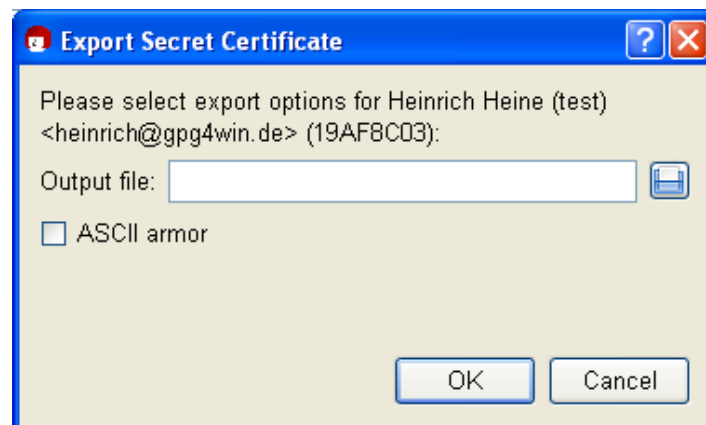 Export Secret Certificate
Please select export options for Heinrich Heine (test)
<heinrich@gpg4win.de> (19AF8C03):
Output file:
ASCII armor
OK Cancel